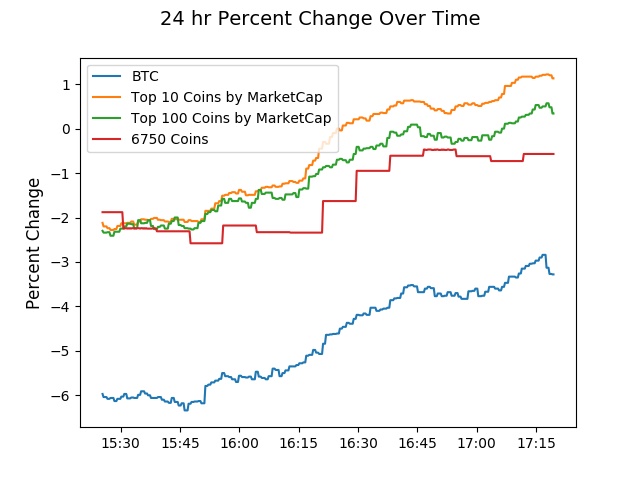 24 hr Percent Change Over Time
BTC
Top 10 Coins by MarketCap
Top 100 Coins by MarketCap
6750 Coins
Percent Change
1
0
−1
−2
−3
−4
−5
−6
15:30 15:45 16:00 16:15 16:30 16:45 17:00 17:15